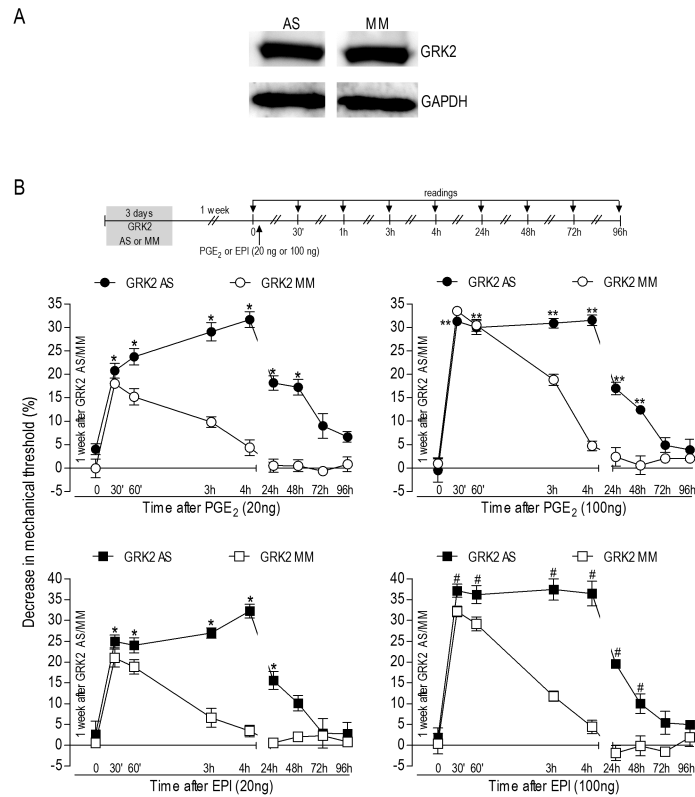 A
AS MM
GRK2
GAPDH
B
readings
3 days
GRK2
AS or MM
1 week
0 30' 1h 3h 4h 24h 48h 72h 96h
PGE2 or EPI (20 ng or 100 ng)
Decrease in mechanical threshold (%)
GRK2 AS GRK2 MM
1 week after GRK2 AS/MM
35
30
25
20
15
10
5
0
-5
* * * * * *
0 30' 60' 3h 4h 24h 48h 72h 96h
Time after PGE2 (20ng)
GRK2 AS GRK2 MM
1 week after GRK2 AS/MM
35
30
25
20
15
10
5
0
-5
** ** ** ** ** **
0 30' 60' 3h 4h 24h 48h 72h 96h
Time after PGE2 (100ng)
GRK2 AS GRK2 MM
1 week after GRK2 AS/MM
40
35
30
25
20
15
10
5
0
-5
* * * * *
0 30' 60' 3h 4h 24h 48h 72h 96h
Time after EPI (20ng)
GRK2 AS GRK2 MM
1 week after GRK2 AS/MM
40
35
30
25
20
15
10
5
0
-5
# # # # # #
0 30' 60' 3h 4h 24h 48h 72h 96h
Time after EPI (100ng)